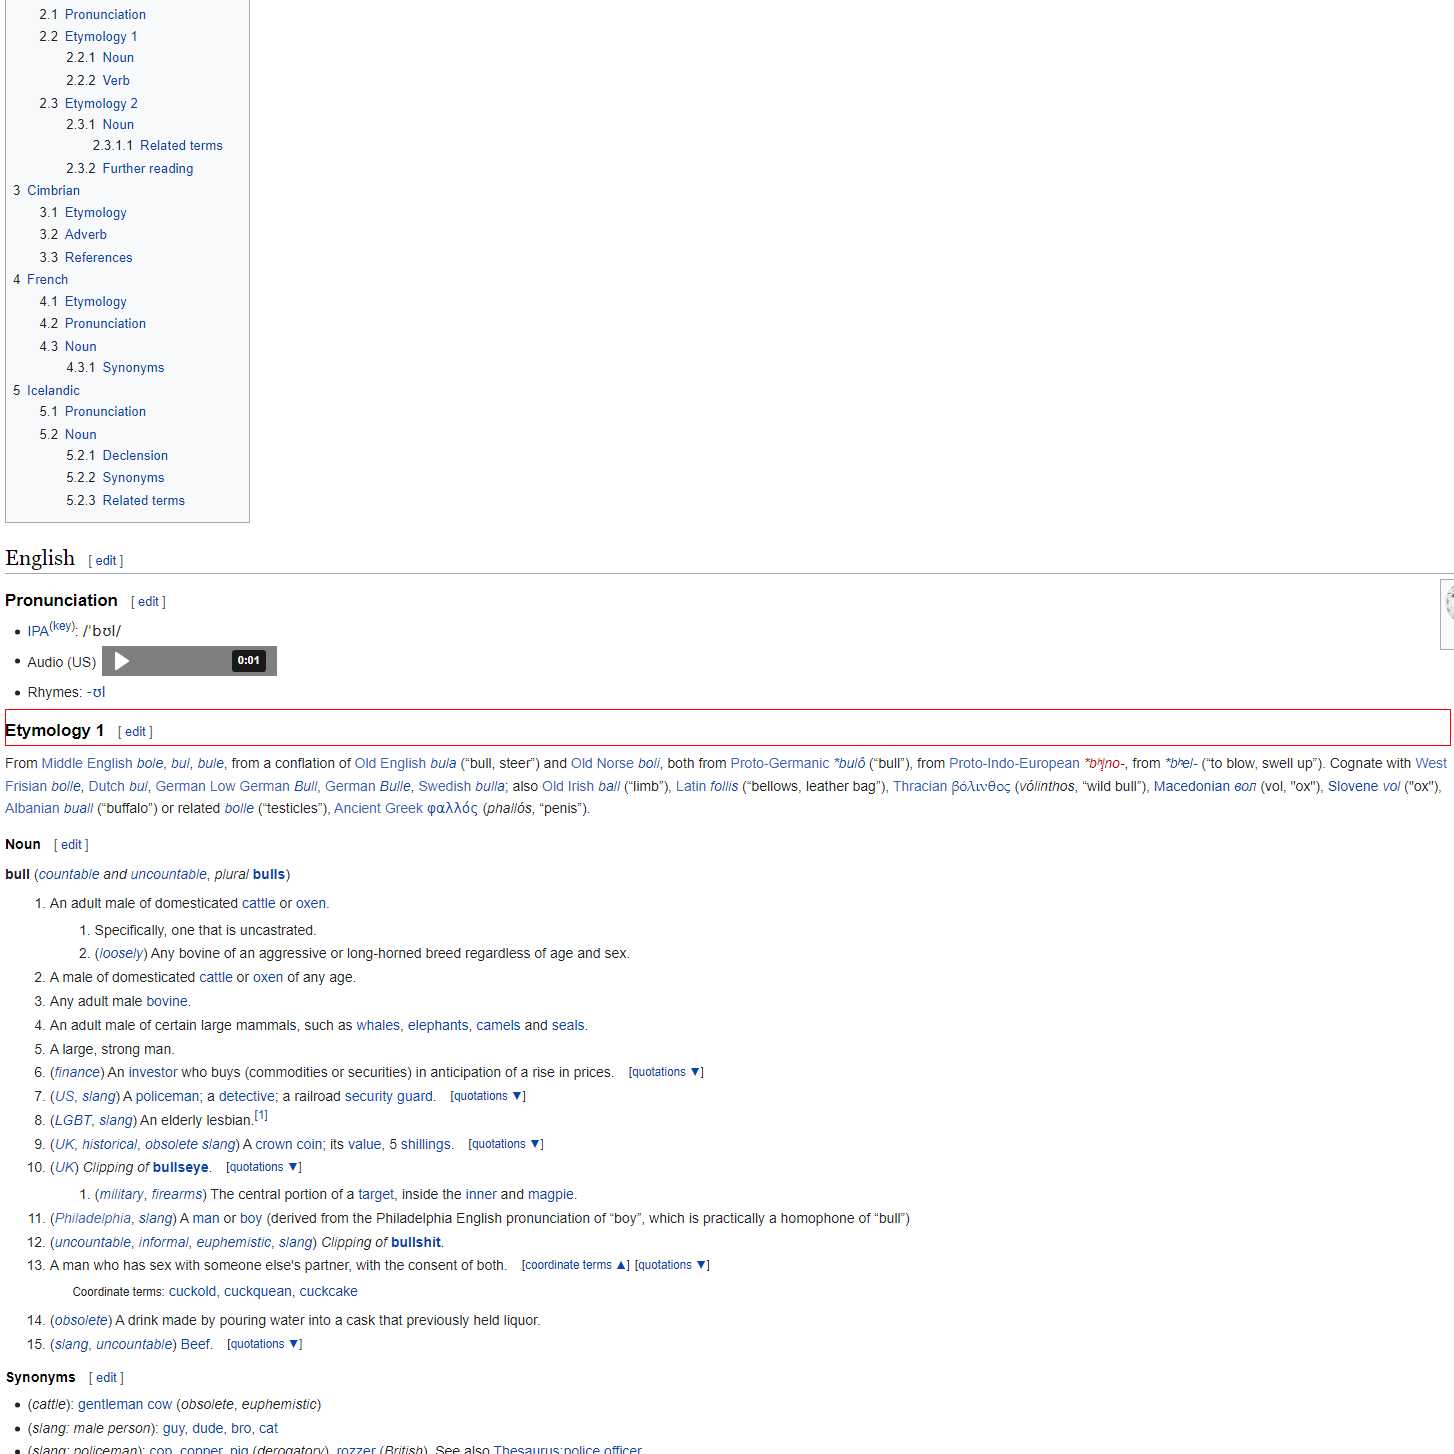 2.1 Pronunciation
2.2 Etymology 1
2.2.1 Noun
2.2.2 Verb
2.3 Etymology 2
2.3.1 Noun
2.3.1.1 Related terms
2.3.2 Further reading
3 Cimbrian
3.1 Etymology
3.2 Adverb
3.3 References
4 French
4.1 Etymology
4.2 Pronunciation
4.3 Noun
4.3.1 Synonyms
5 Icelandic
5.1 Pronunciation
5.2 Noun
5.2.1 Declension
5.2.2 Synonyms
5.2.3 Related terms
English [ edit ]
Pronunciation [ edit ]
• IPA(key): /ˈbʊl/
• Audio (US) 0:01
• Rhymes: -ʊl
Etymology 1 [ edit ]
From Middle English bole, bul, bule, from a conflation of Old English bula (“bull, steer”) and Old Norse boli, both from Proto-Germanic *bulô (“bull”), from Proto-Indo-European *bʰl̥no-, from *bʰel- (“to blow, swell up”). Cognate with West
Frisian bolle, Dutch bul, German Low German Bull, German Bulle, Swedish bulla; also Old Irish ball (“limb”), Latin follis (“bellows, leather bag”), Thracian βόλινθος (vólinthos, “wild bull”), Macedonian вол (vol, "ox"), Slovene vol ("ox"),
Albanian buall (“buffalo”) or related bolle (“testicles”), Ancient Greek φαλλός (phallós, “penis”).
Noun [ edit ]
bull (countable and uncountable, plural bulls)
1. An adult male of domesticated cattle or oxen.
1. Specifically, one that is uncastrated.
2. (loosely) Any bovine of an aggressive or long-horned breed regardless of age and sex.
2. A male of domesticated cattle or oxen of any age.
3. Any adult male bovine.
4. An adult male of certain large mammals, such as whales, elephants, camels and seals.
5. A large, strong man.
6. (finance) An investor who buys (commodities or securities) in anticipation of a rise in prices. [quotations ▼]
7. (US, slang) A policeman; a detective; a railroad security guard. [quotations ▼]
8. (LGBT, slang) An elderly lesbian.[1]
9. (UK, historical, obsolete slang) A crown coin; its value, 5 shillings. [quotations ▼]
10. (UK) Clipping of bullseye. [quotations ▼]
1. (military, firearms) The central portion of a target, inside the inner and magpie.
11. (Philadelphia, slang) A man or boy (derived from the Philadelphia English pronunciation of “boy”, which is practically a homophone of “bull”)
12. (uncountable, informal, euphemistic, slang) Clipping of bullshit.
13. A man who has sex with someone else's partner, with the consent of both. [coordinate terms ▲] [quotations ▼]
Coordinate terms: cuckold, cuckquean, cuckcake
14. (obsolete) A drink made by pouring water into a cask that previously held liquor.
15. (slang, uncountable) Beef. [quotations ▼]
Synonyms [ edit ]
• (cattle): gentleman cow (obsolete, euphemistic)
• (slang: male person): guy, dude, bro, cat
• (slang: policeman): cop, copper, pig (derogatory), rozzer (British). See also Thesaurus:police officer